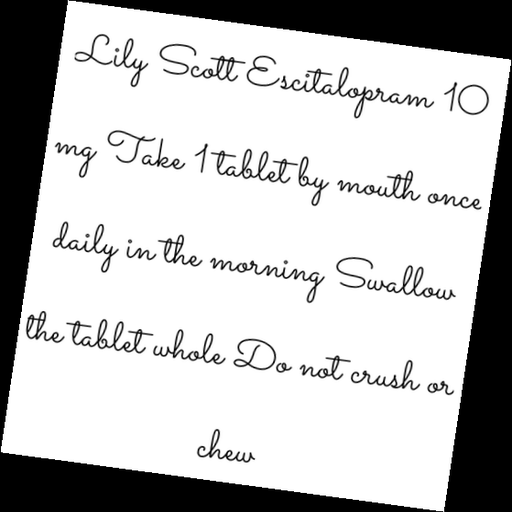 Lily Scott Escitalopram 10
mg Take 1 tablet by mouth once
daily in the morning Swallow
the tablet whole Do not crush or
chew